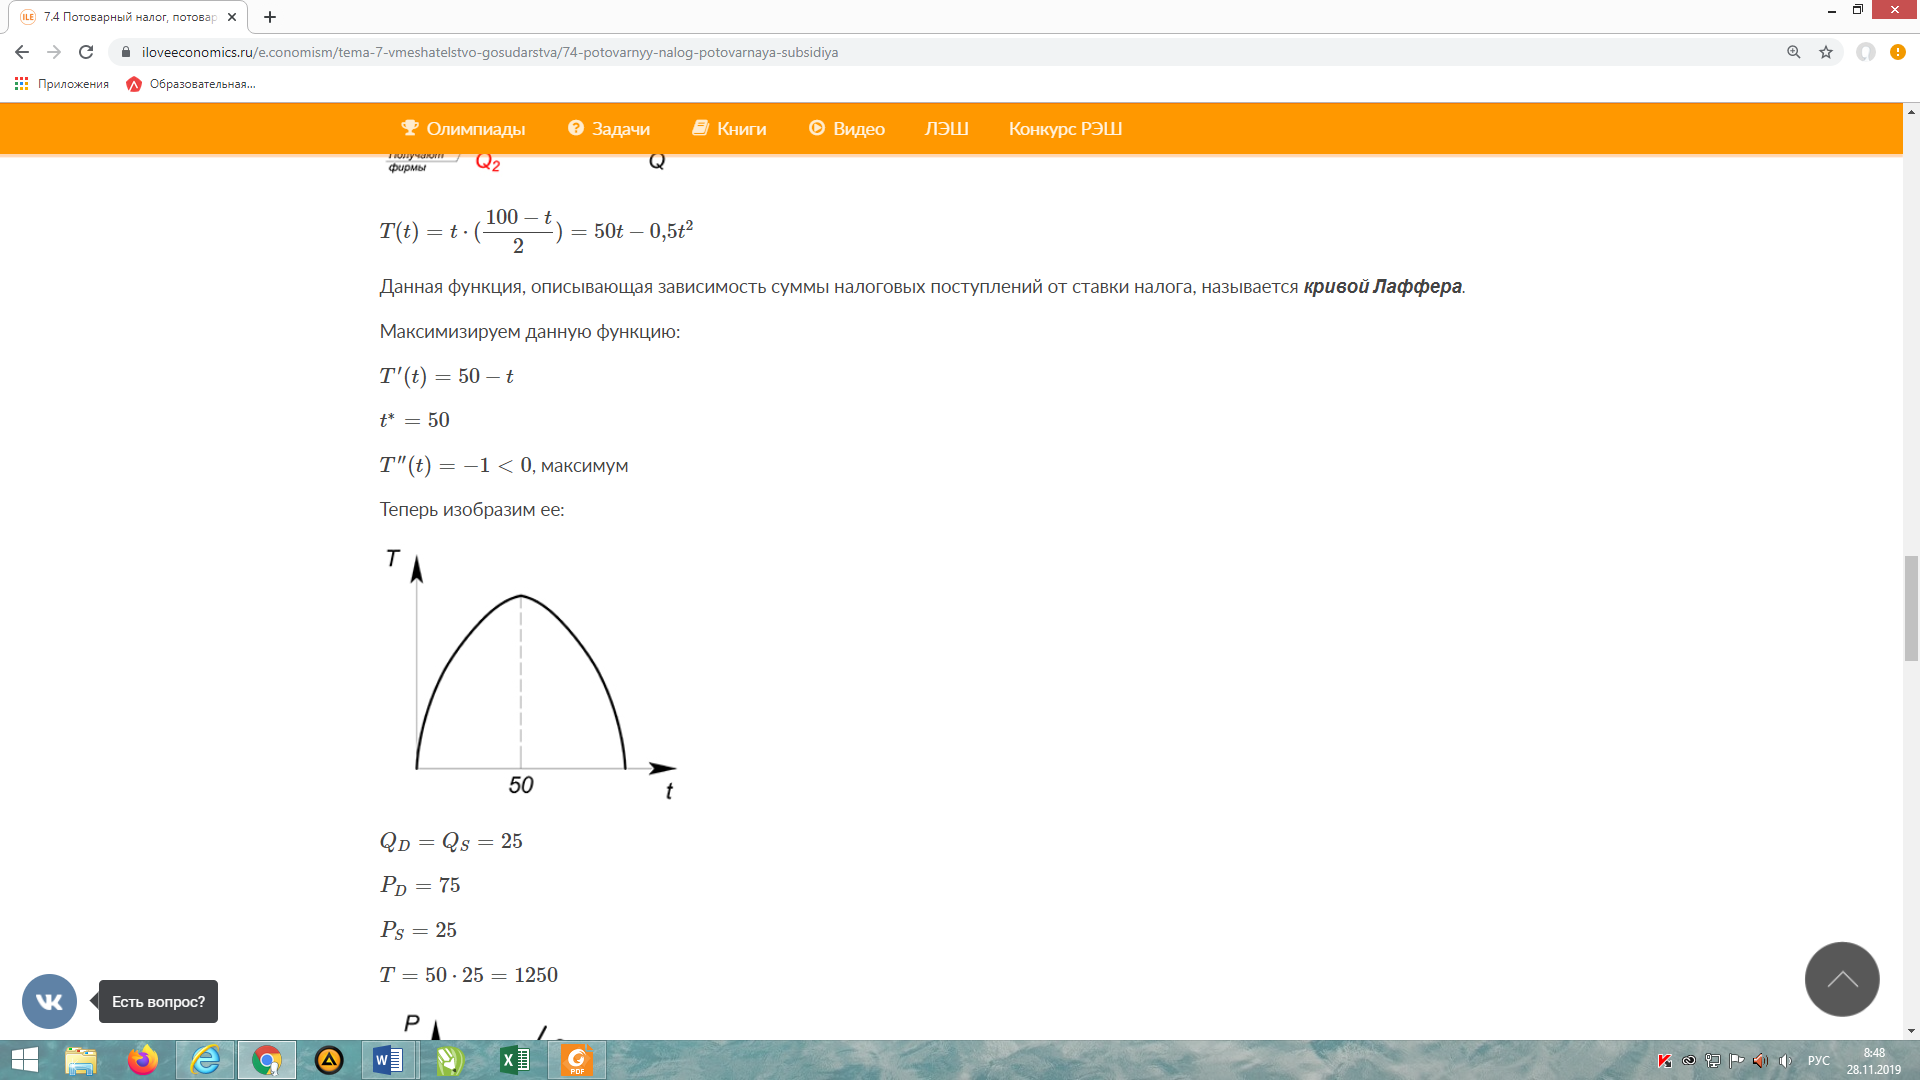 7.4 Потоварный налог, потовар
iloveeconomics.ru/e.conomism/tema-7-vmeshatelstvo-gosudarstva/74-potovarnyy-nalog-potovarnaya-subsidiya
Приложения Образовательная...
Олимпиады Задачи Книги Видео ЛЭШ Конкурс РЭШ
Получают
фирмы Q₂ Q
T(t) = t · (\frac{100 − t}{2}) = 50t − 0,5t²
Данная функция, описывающая зависимость суммы налоговых поступлений от ставки налога, называется кривой Лаффера.
Максимизируем данную функцию:
T′(t) = 50 − t
t* = 50
T″(t) = −1 < 0, максимум
Теперь изобразим ее:
T
50
t
Q_D = Q_S = 25
P_D = 75
P_S = 25
T = 50 · 25 = 1250
Есть вопрос?
P
РУС 8:48
28.11.2019